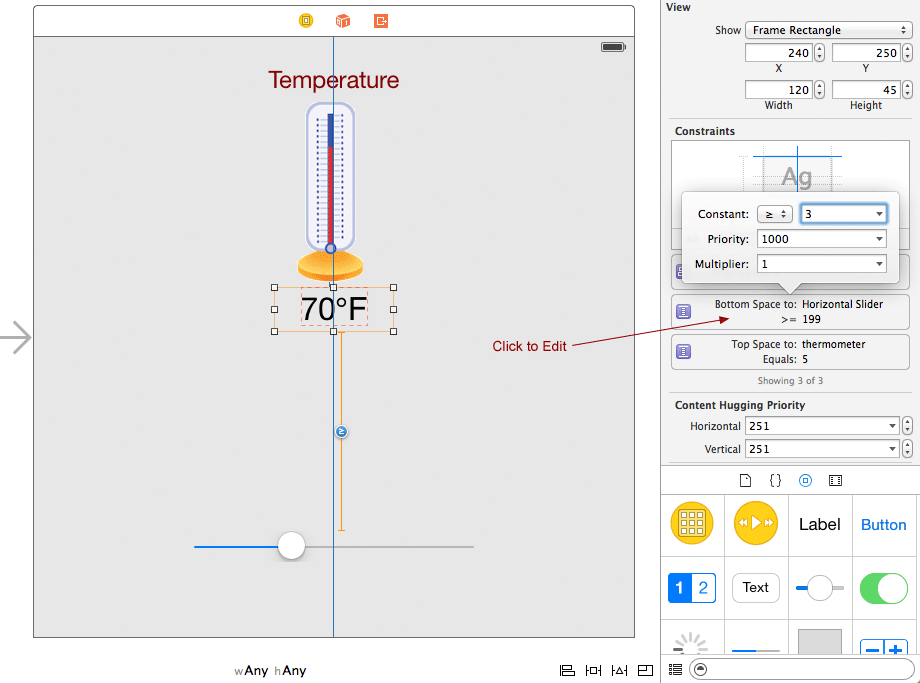 View
Show Frame Rectangle
240 250
X Y
120 45
Width Height
Constraints
Ag
Constant: ≥ 3
Priority: 1000
Multiplier: 1
Bottom Space to: Horizontal Slider
>= 199
Top Space to: thermometer
Equals: 5
Showing 3 of 3
Content Hugging Priority
Horizontal 251
Vertical 251
{ }
Label Button
1 2 Text
Temperature
70°F
≥
Click to Edit
wAny hAny